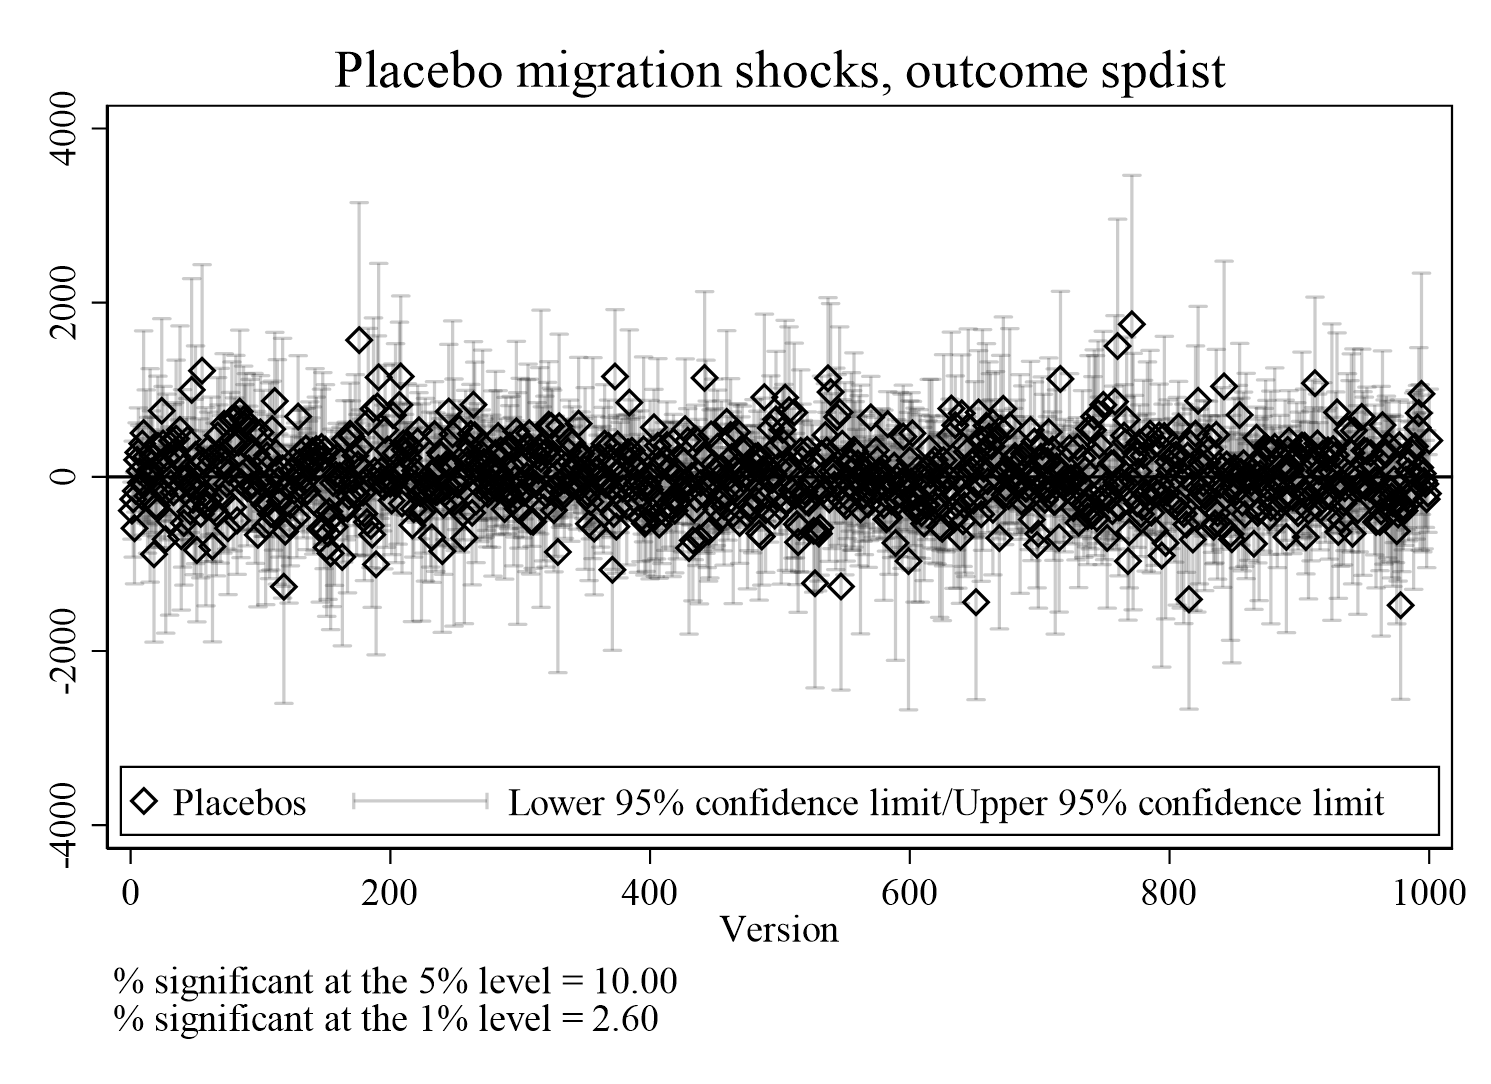 Placebo migration shocks, outcome spdist
4000
2000
0
-2000
-4000
Placebos
Lower 95% confidence limit/Upper 95% confidence limit
0 200 400 600 800 1000
Version
% significant at the 5% level = 10.00
% significant at the 1% level = 2.60